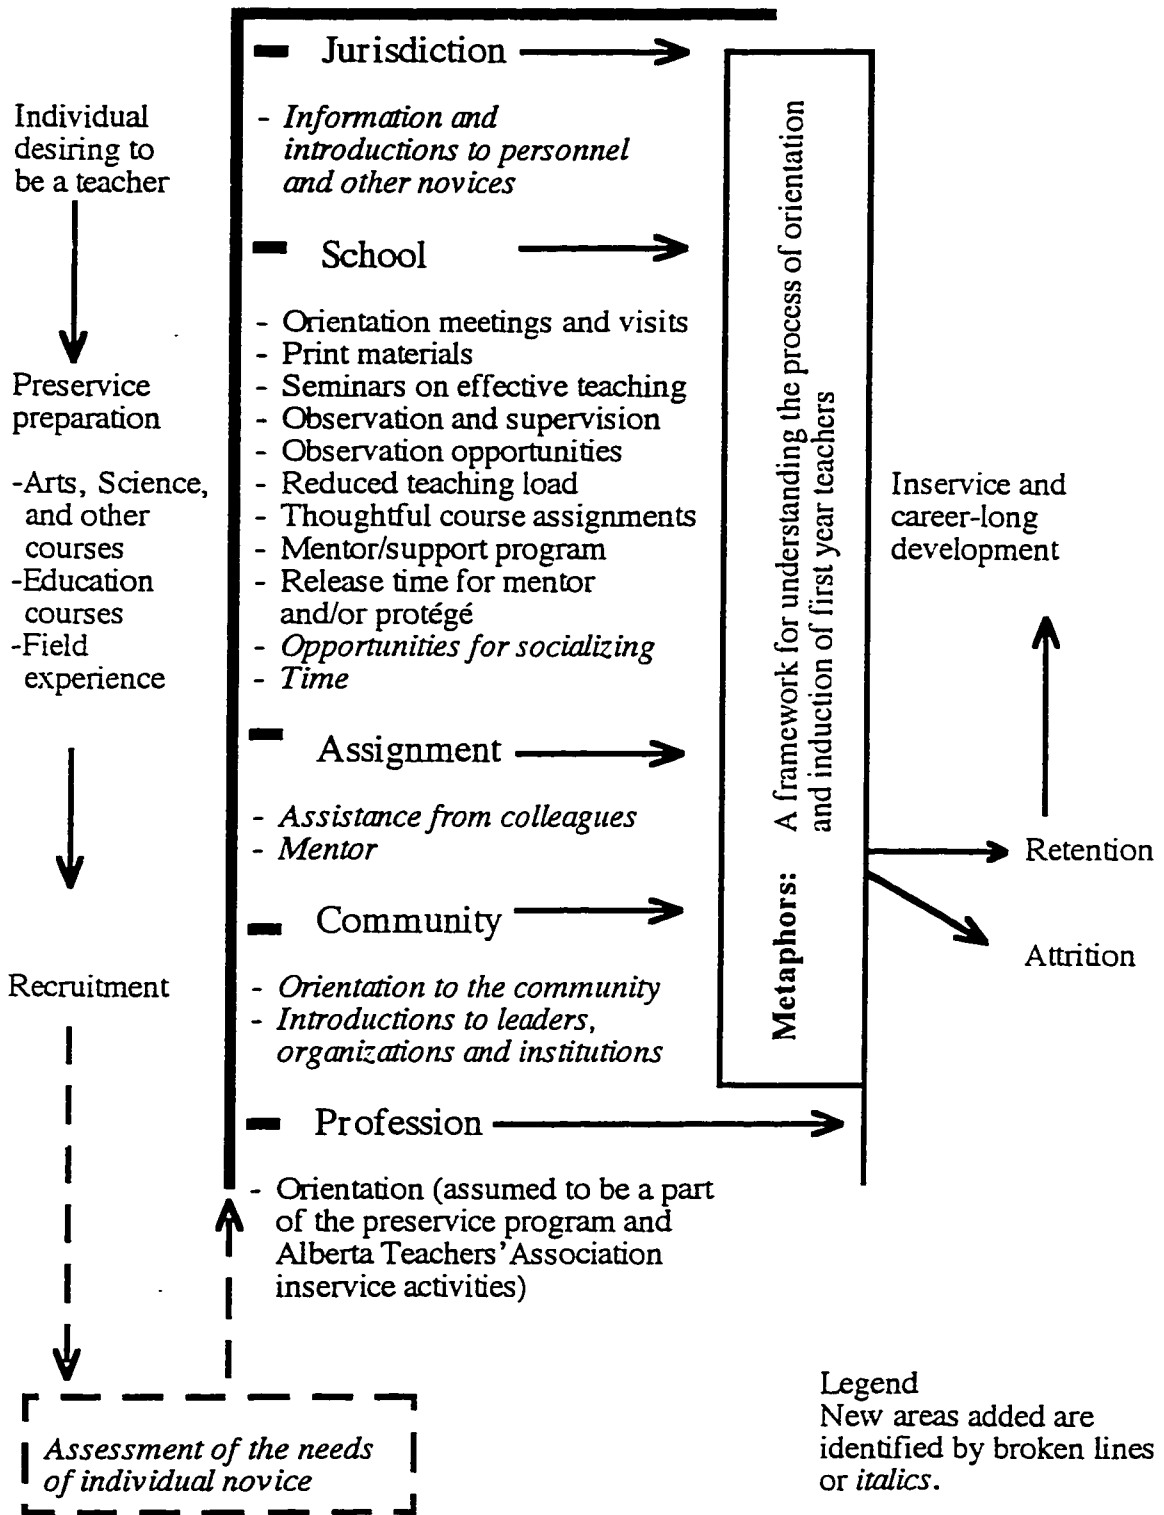 Individual
desiring to
be a teacher
Preservice
preparation
-Arts, Science,
and other
courses
-Education
courses
-Field
experience
Recruitment
Assessment of the needs
of individual novice
Jurisdiction
- Information and
introductions to personnel
and other novices
School
- Orientation meetings and visits
- Print materials
- Seminars on effective teaching
- Observation and supervision
- Observation opportunities
- Reduced teaching load
- Thoughtful course assignments
- Mentor/support program
- Release time for mentor
and/or protégé
- Opportunities for socializing
- Time
Assignment
- Assistance from colleagues
- Mentor
Community
- Orientation to the community
- Introductions to leaders,
organizations and institutions
Profession
- Orientation (assumed to be a part
of the preservice program and
Alberta Teachers' Association
inservice activities)
Metaphors: A framework for understanding the process of orientation
and induction of first year teachers
Inservice and
career-long
development
Retention
Attrition
Legend
New areas added are
identified by broken lines
or italics.